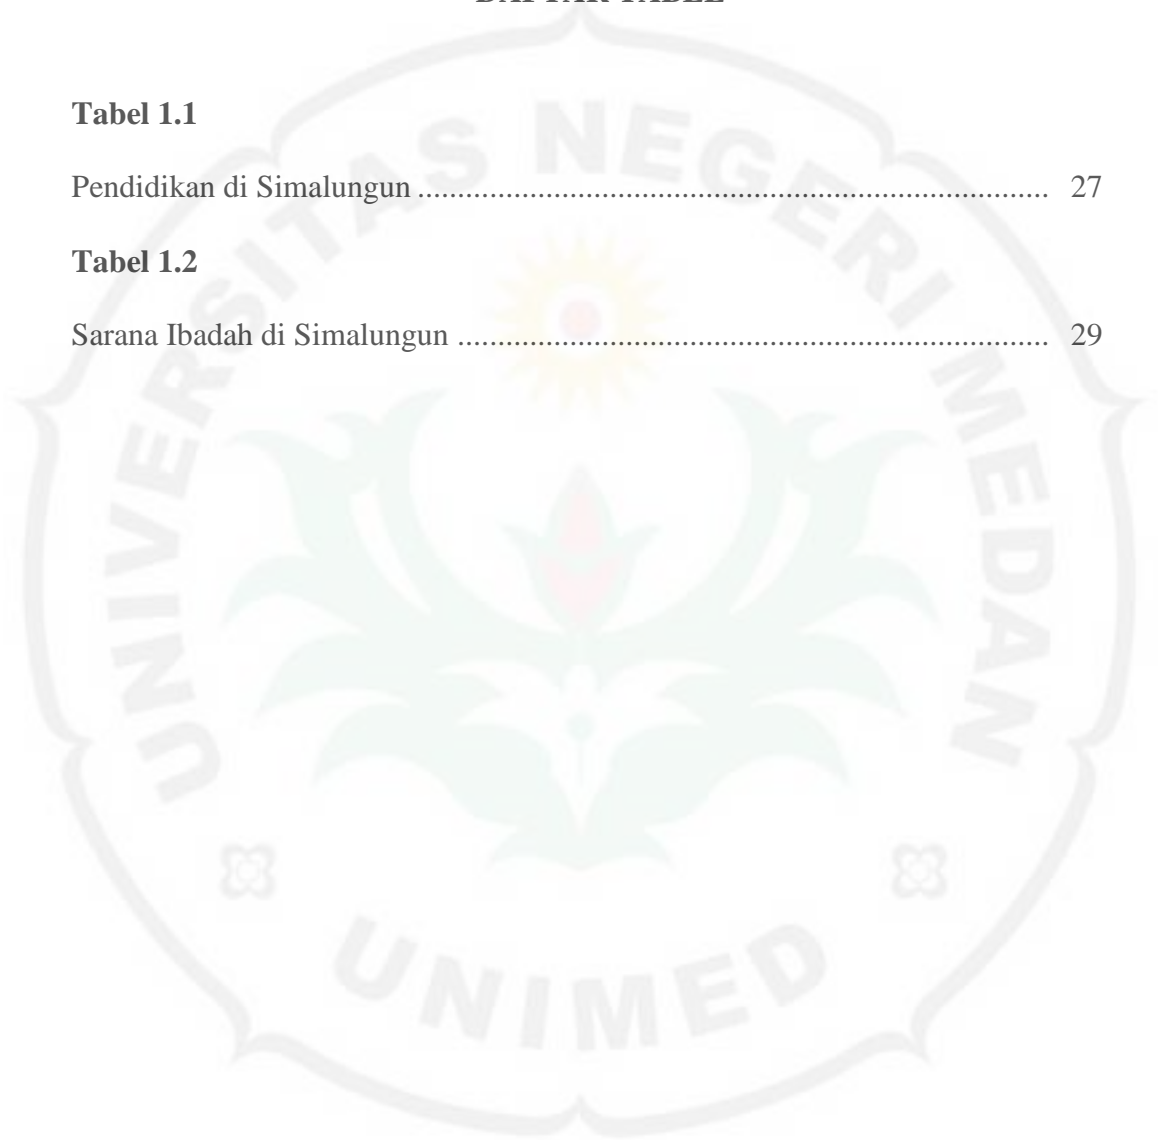 DAFTAR TABEL
Tabel 1.1
Pendidikan di Simalungun ............................................................................... 27
Tabel 1.2
Sarana Ibadah di Simalungun .......................................................................... 29
UNIVERSITAS NEGERI MEDAN
UNIMED